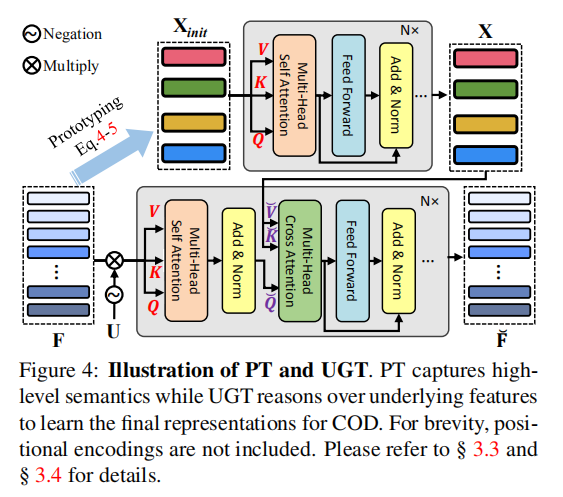 Negation
Multiply
X_init
N×
X
V
K
Q
Multi-Head
Self Attention
Feed Forward
Add & Norm
...
Prototyping
Eq.4-5
N×
V
K
Q
Multi-Head
Self Attention
Add & Norm
V̆
K̆
Q̆
Multi-Head
Cross Attention
Feed Forward
Add & Norm
...
F
U
F̆
Figure 4: Illustration of PT and UGT. PT captures high-
level semantics while UGT reasons over underlying features
to learn the final representations for COD. For brevity, posi-
tional encodings are not included. Please refer to § 3.3 and
§ 3.4 for details.